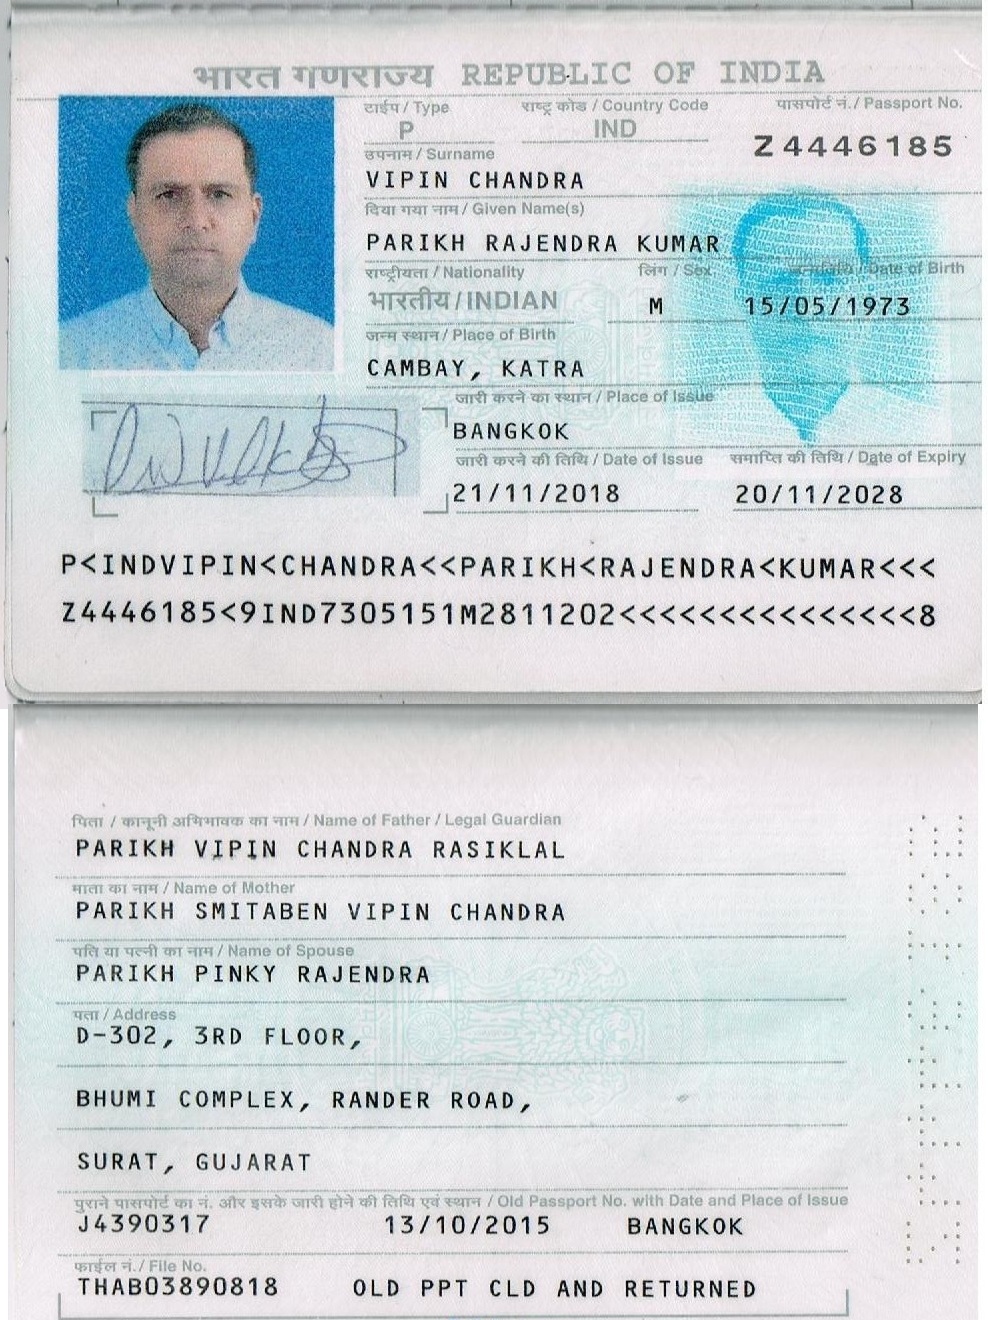 भारत गणराज्य REPUBLIC OF INDIA
टाईप / Type राष्ट्र कोड / Country Code पासपोर्ट नं. / Passport No.
P IND Z4446185
उपनाम / Surname
VIPIN CHANDRA
दिया गया नाम / Given Name(s)
PARIKH RAJENDRA KUMAR
राष्ट्रीयता / Nationality लिंग / Sex जन्मतिथि / Date of Birth
भारतीय / INDIAN M 15/05/1973
जन्म स्थान / Place of Birth
CAMBAY, KATRA
जारी करने का स्थान / Place of Issue
BANGKOK
जारी करने की तिथि / Date of Issue समाप्ति की तिथि / Date of Expiry
21/11/2018 20/11/2028
P<INDVIPIN<CHANDRA<<PARIKH<RAJENDRA<KUMAR<<<
Z4446185<9IND7305151M2811202<<<<<<<<<<<<<<<8
पिता / कानूनी अभिभावक का नाम / Name of Father / Legal Guardian
PARIKH VIPIN CHANDRA RASIKLAL
माता का नाम / Name of Mother
PARIKH SMITABEN VIPIN CHANDRA
पति या पत्नी का नाम / Name of Spouse
PARIKH PINKY RAJENDRA
पता / Address
D-302, 3RD FLOOR,
BHUMI COMPLEX, RANDER ROAD,
SURAT, GUJARAT
पुराने पासपोर्ट का नं. और इसके जारी होने की तिथि एवं स्थान / Old Passport No. with Date and Place of Issue
J4390317 13/10/2015 BANGKOK
फाईल नं. / File No.
THAB03890818 OLD PPT CLD AND RETURNED